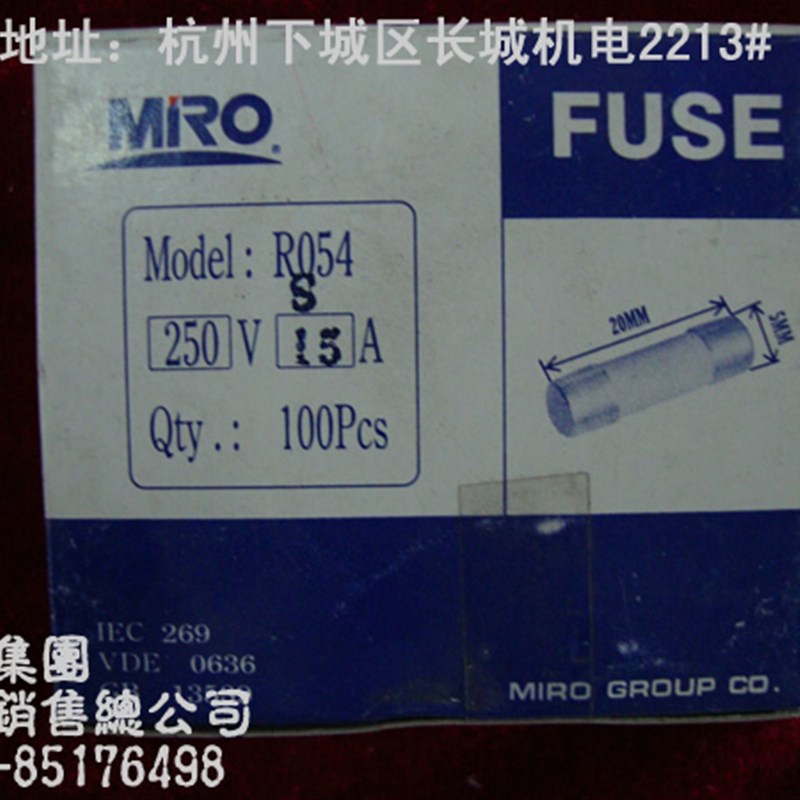 地址：杭州下城区长城机电2213#
MIRO
FUSE
Model: R054
S
250 V 15 A
Qty.: 100Pcs
20MM
5MM
IEC 269
VDE 0636
GB
MIRO GROUP CO.
集團
銷售總公司
-85176498